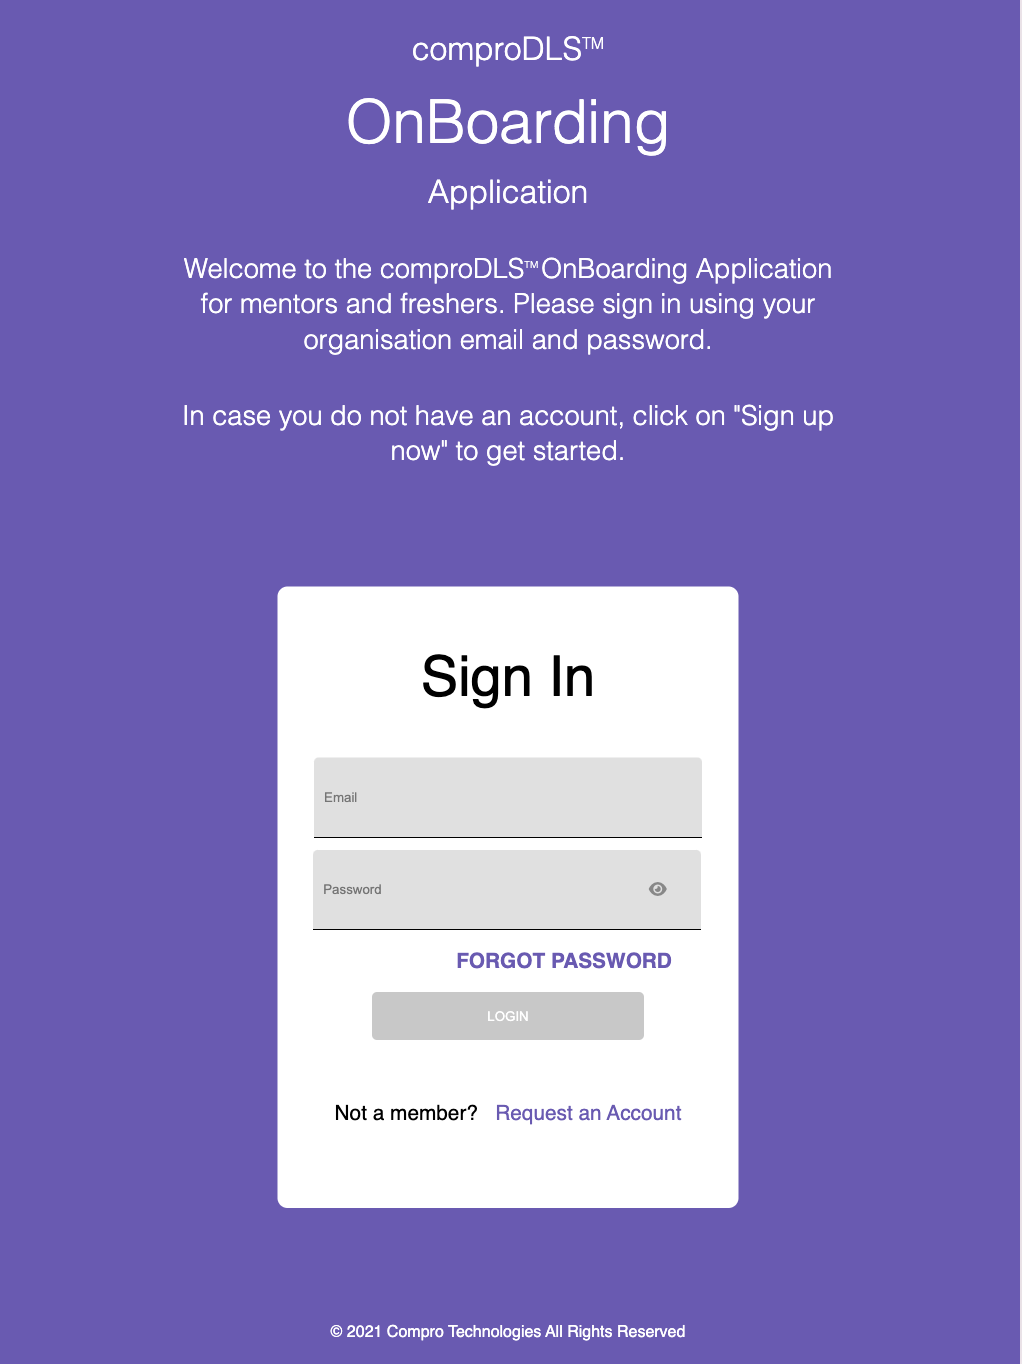 comproDLS™
OnBoarding
Application
Welcome to the comproDLS™OnBoarding Application
for mentors and freshers. Please sign in using your
organisation email and password.
In case you do not have an account, click on "Sign up
now" to get started.
Sign In
Email
Password
FORGOT PASSWORD
LOGIN
Not a member? Request an Account
© 2021 Compro Technologies All Rights Reserved